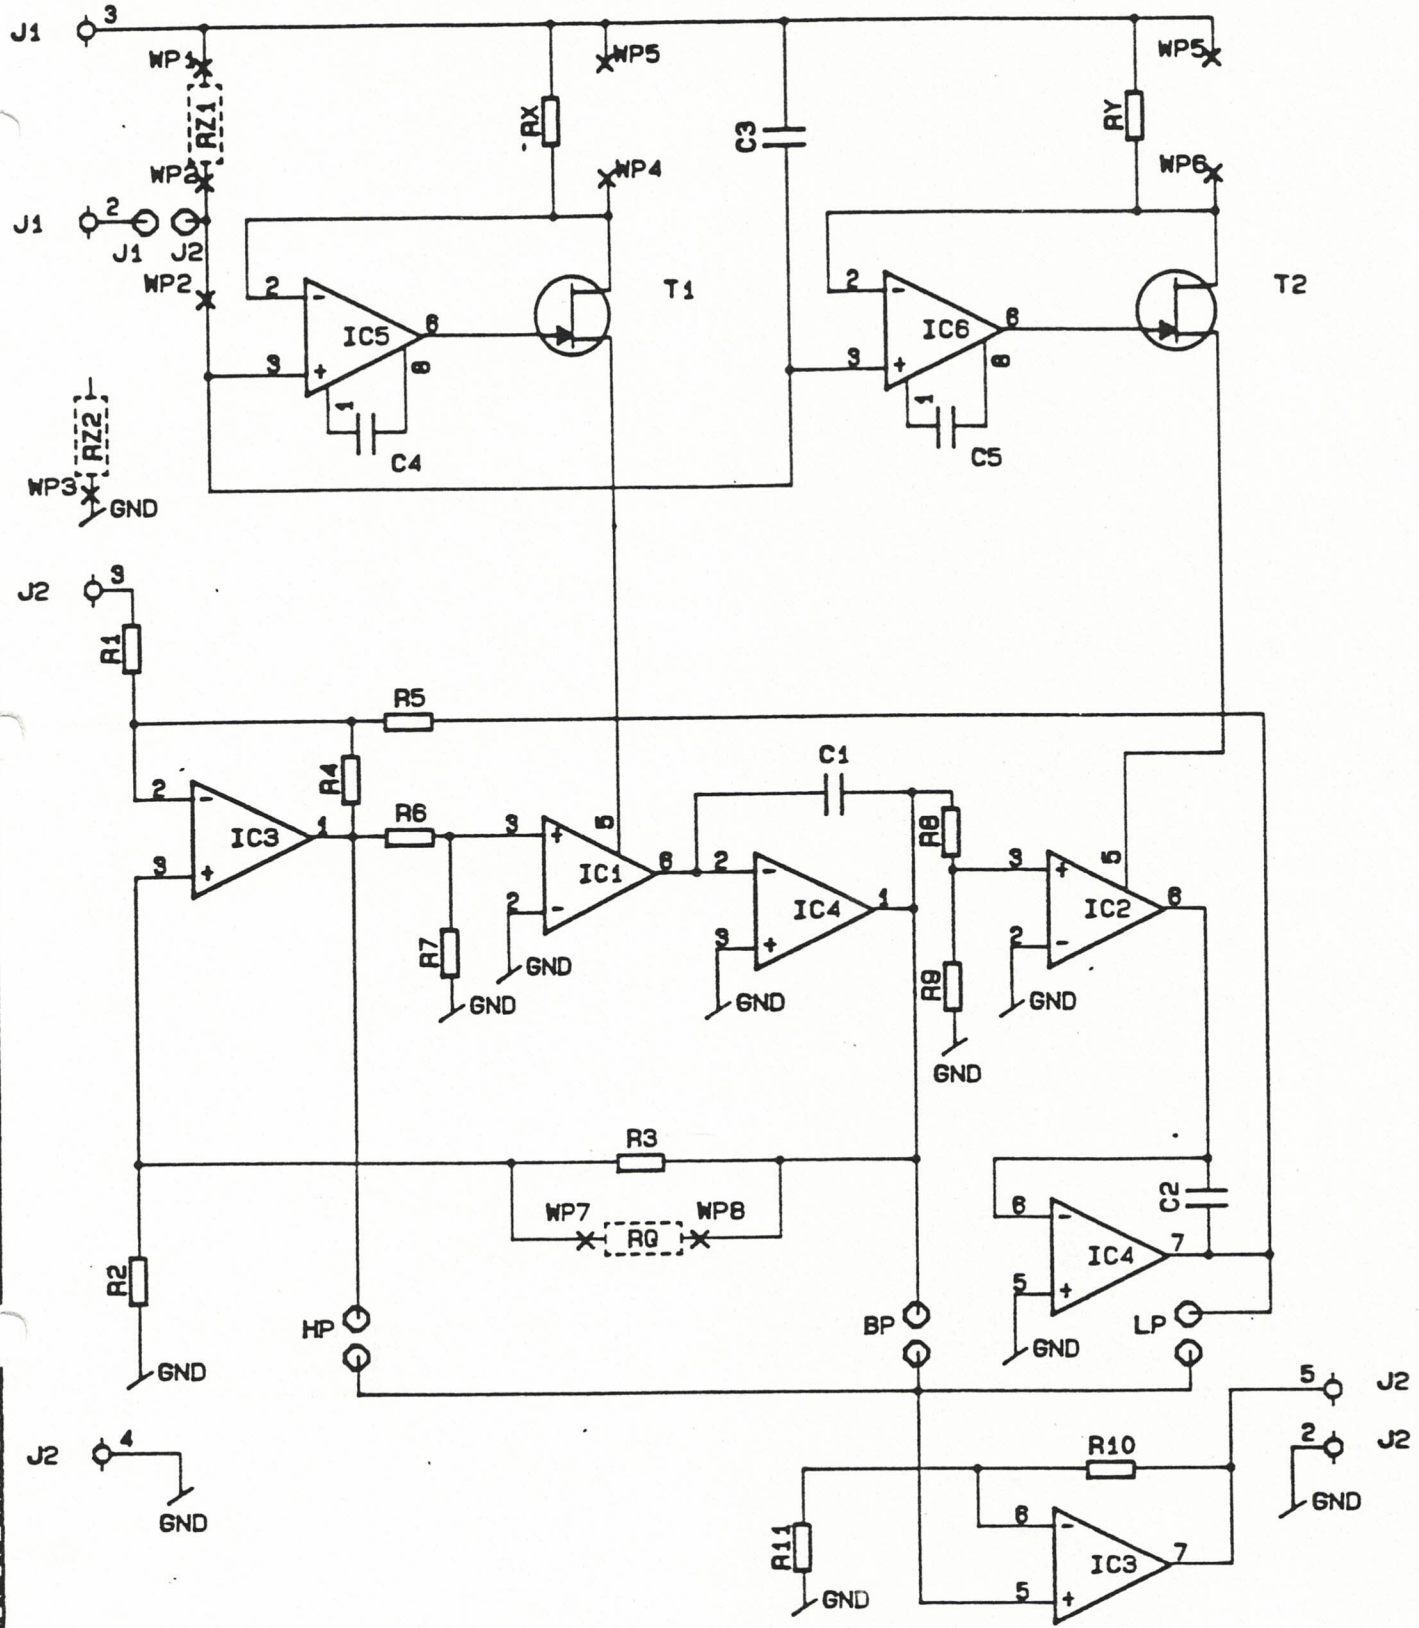 J1 3
WP1
RZ1
WP2
RX
WP5
WP4
C3
RY
WP5
WP6
J1 2
J1 J2
WP2
2 - IC5 6
3 + 1 8
C4
T1
2 - IC6 6
3 + 1 8
C5
T2
RZ2
WP3
GND
J2 3
R1
R5
R4
2 - IC3 1
3 +
R6
R7
GND
3 + IC1 5 6
2 -
GND
C1
2 - IC4 1
3 +
GND
R8
R9
GND
3 + IC2 5 6
2 -
GND
R3
WP7 RQ WP8
R2
GND
C2
6 - IC4 7
5 +
GND
HP
BP
LP
J2 4
GND
5 J2
2 J2
GND
R10
R11
GND
6 - IC3 7
5 +